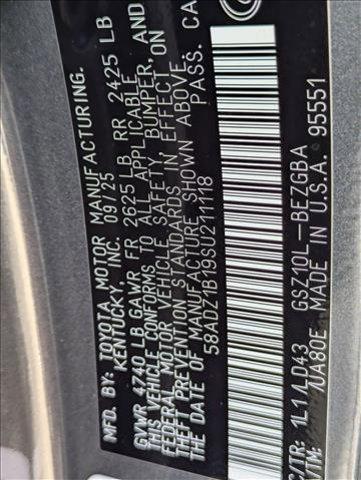 MFD. BY: TOYOTA MOTOR MANUFACTURING.
KENTUCKY, INC. 09/25
GVWR 4740 LB GAWR FR 2625 LB RR 2425 LB
THIS VEHICLE CONFORMS TO ALL APPLICABLE
FEDERAL MOTOR VEHICLE SAFETY, BUMPER, AND
THEFT PREVENTION STANDARDS IN EFFECT ON
THE DATE OF MANUFACTURE SHOWN ABOVE.
58ADZ1B19SU211118
C/TR: 1L1/LD43 GSZ10L-BEZGBA
/UA80E MADE IN U.S.A. 95551